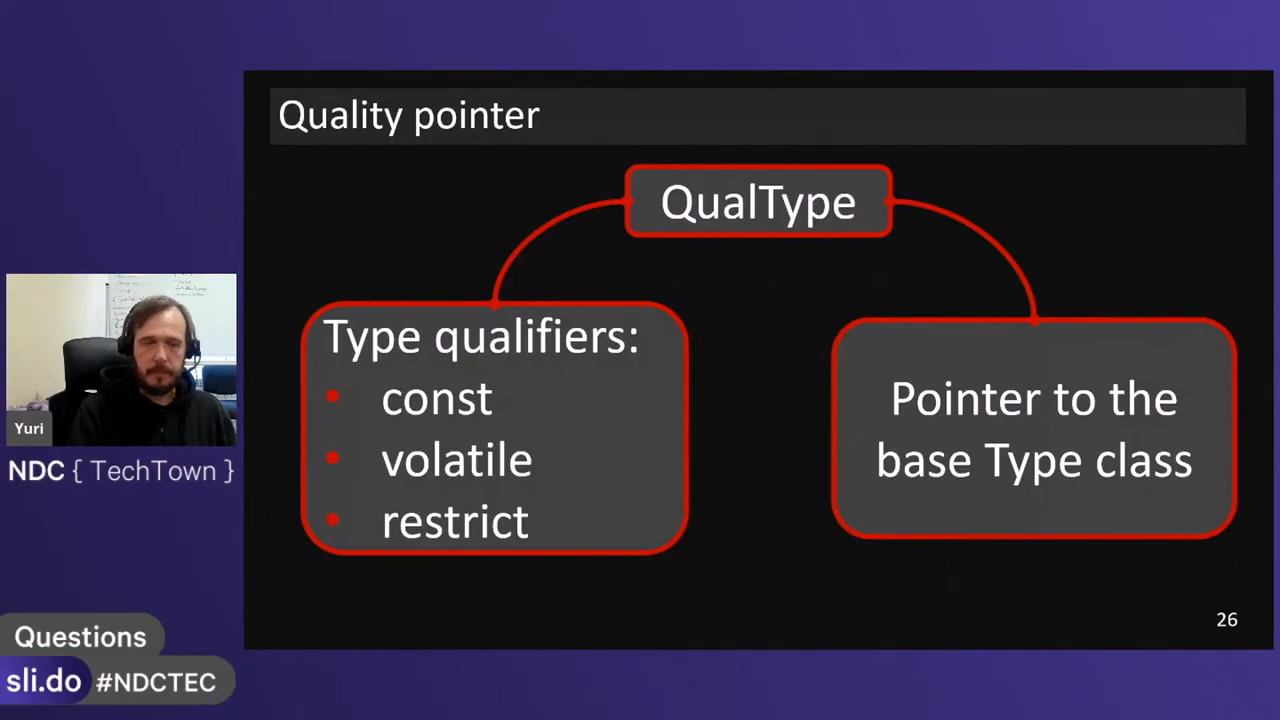 Quality pointer
QualType
Type qualifiers:
• const
• volatile
• restrict
Pointer to the
base Type class
26
Yuri
NDC { TechTown }
Questions
sli.do #NDCTEC